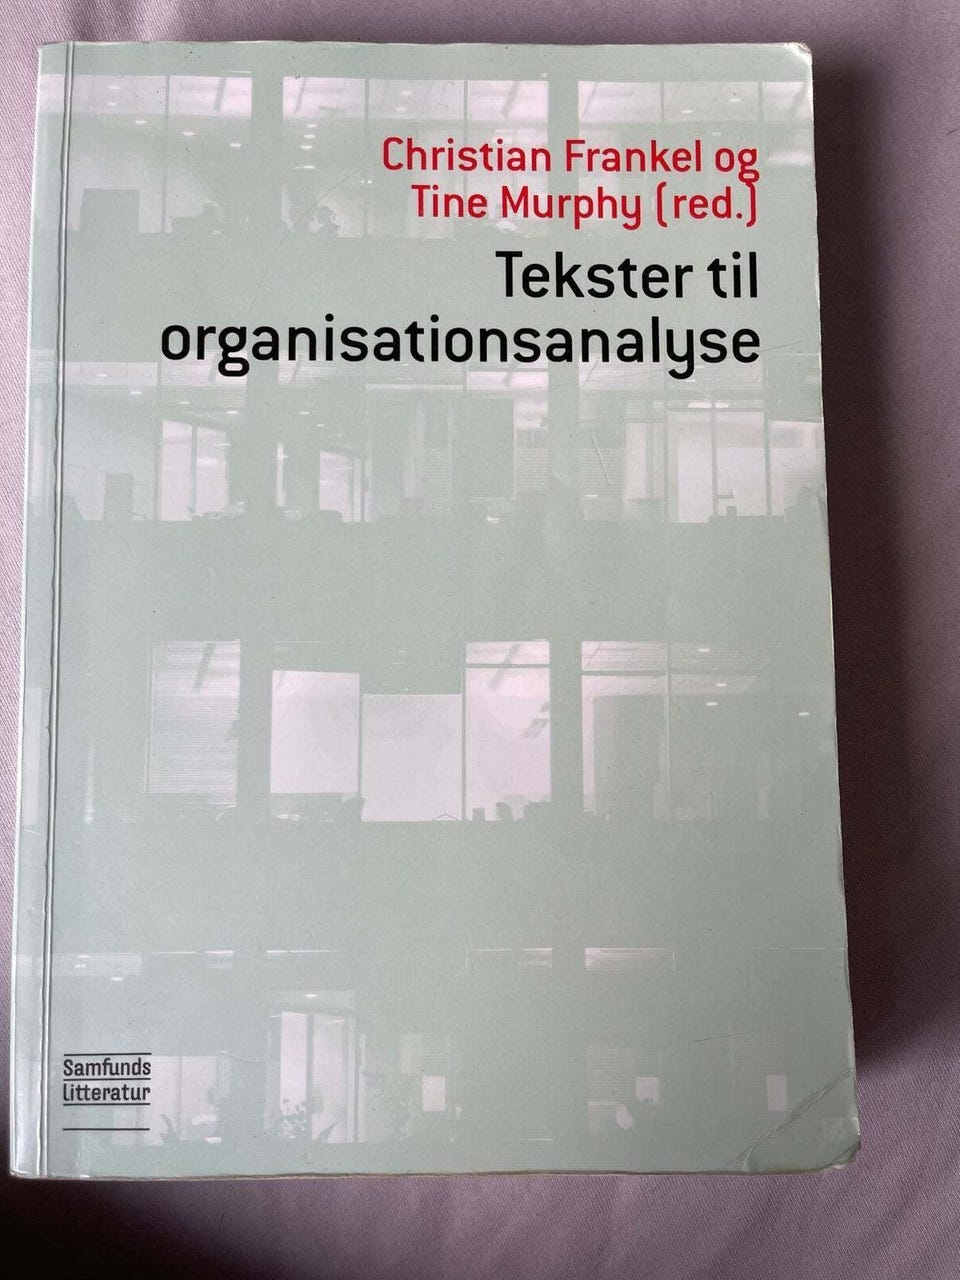 Christian Frankel og
Tine Murphy (red.)
Tekster til
organisationsanalyse
Samfunds
litteratur